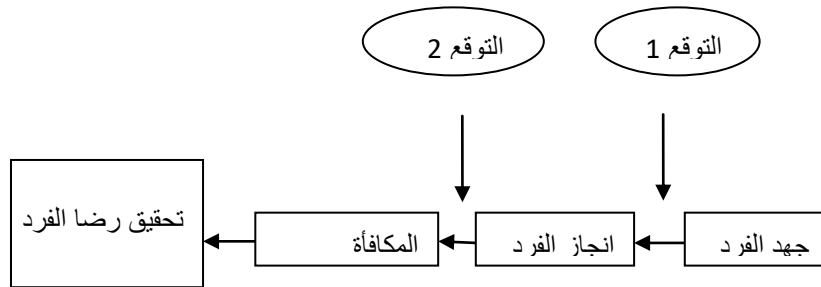 التوقع 1
التوقع 2
جهد الفرد
انجاز الفرد
المكافأة
تحقيق رضا الفرد